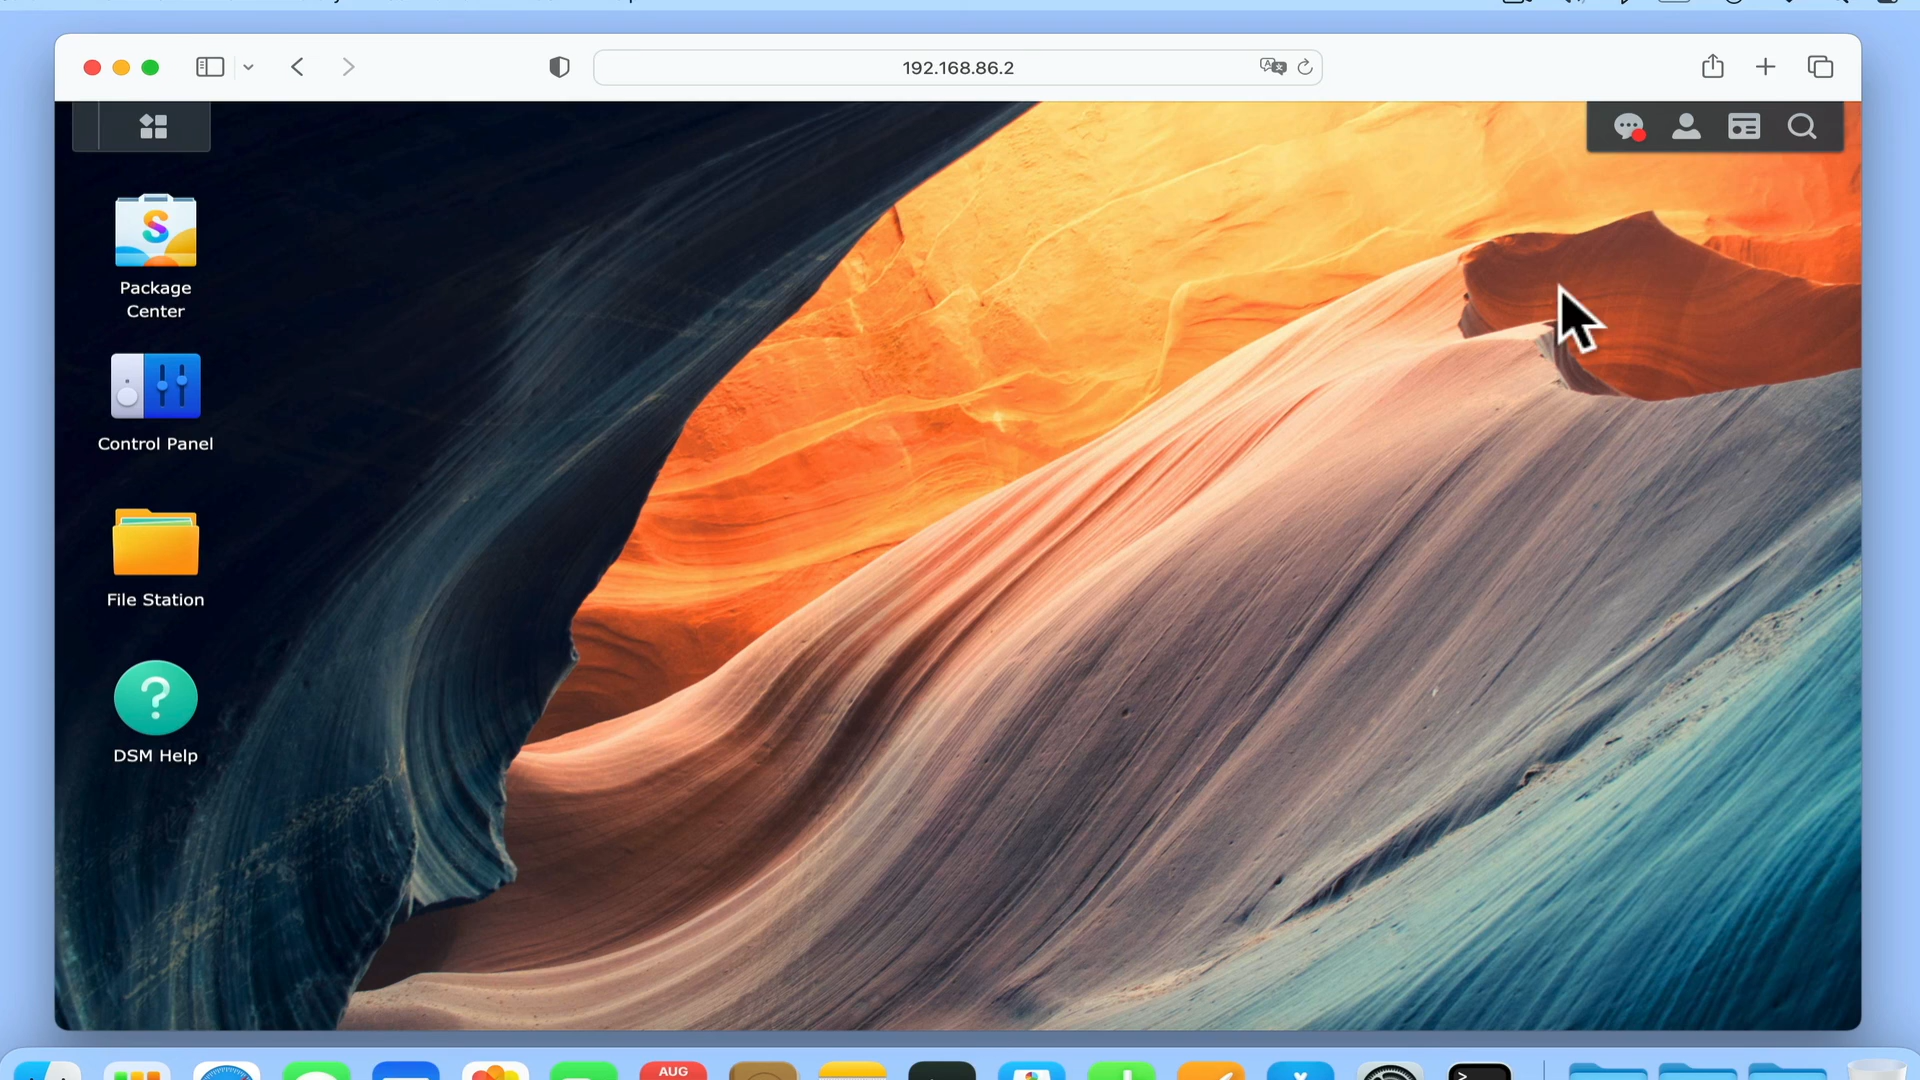 192.168.86.2
Package
Center
Control Panel
File Station
DSM Help
AUG